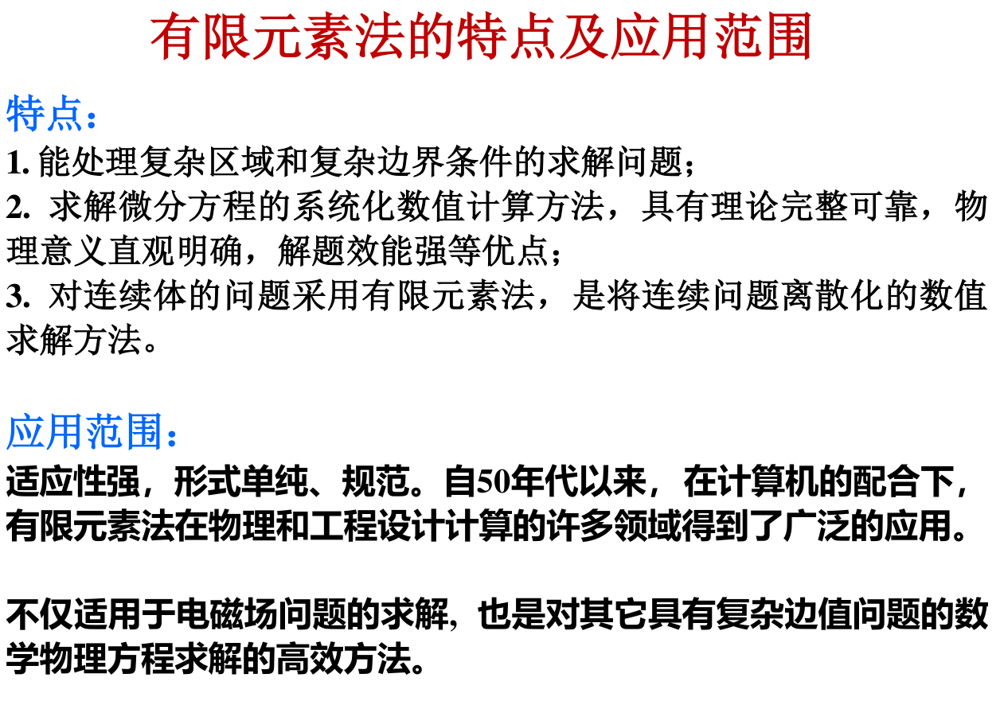 有限元素法的特点及应用范围
特点：
1. 能处理复杂区域和复杂边界条件的求解问题；
2. 求解微分方程的系统化数值计算方法，具有理论完整可靠，物
理意义直观明确，解题效能强等优点；
3. 对连续体的问题采用有限元素法，是将连续问题离散化的数值
求解方法。
应用范围：
适应性强，形式单纯、规范。自50年代以来，在计算机的配合下，
有限元素法在物理和工程设计计算的许多领域得到了广泛的应用。
不仅适用于电磁场问题的求解, 也是对其它具有复杂边值问题的数
学物理方程求解的高效方法。